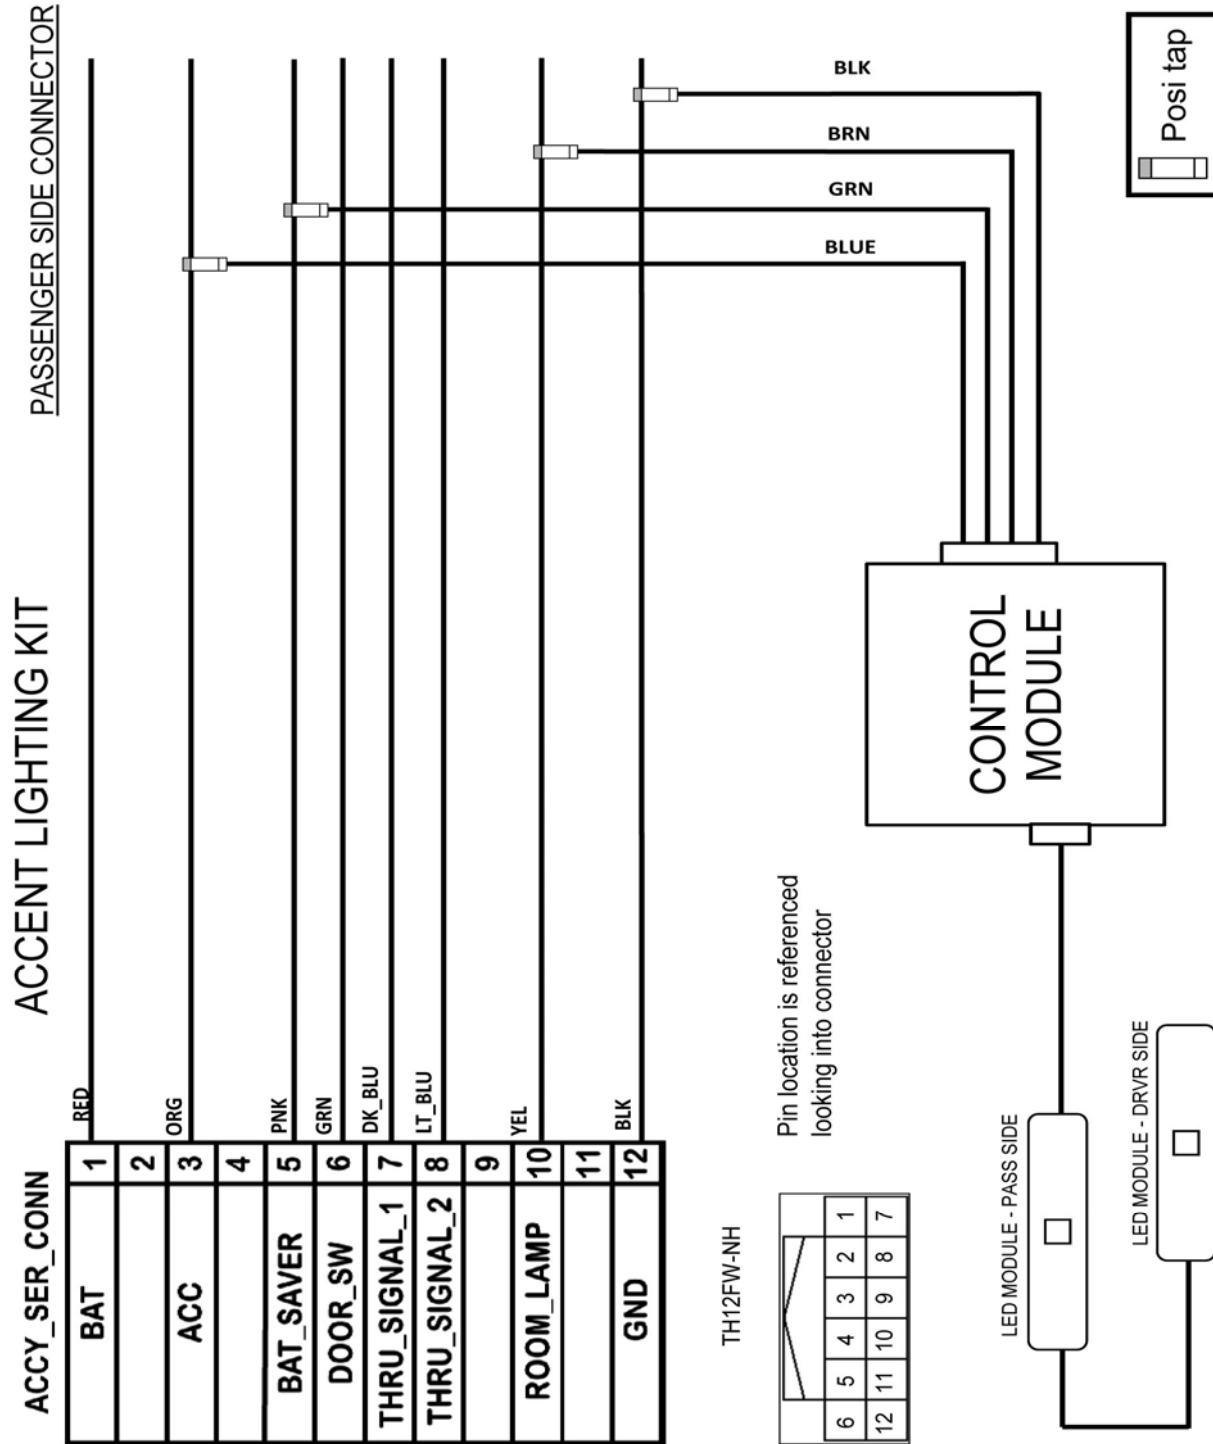 ACCENT LIGHTING KIT
PASSENGER SIDE CONNECTOR
ACCY_SER_CONN
BAT 1 RED
2
ACC 3 ORG
4
BAT_SAVER 5 PNK
DOOR_SW 6 GRN
THRU_SIGNAL_1 7 DK_BLU
THRU_SIGNAL_2 8 LT_BLU
9
ROOM_LAMP 10 YEL
11
GND 12 BLK
BLK
BRN
GRN
BLUE
TH12FW-NH
6 5 4 3 2 1
12 11 10 9 8 7
Pin location is referenced
looking into connector
CONTROL
MODULE
LED MODULE - PASS SIDE
LED MODULE - DRVR SIDE
Posi tap